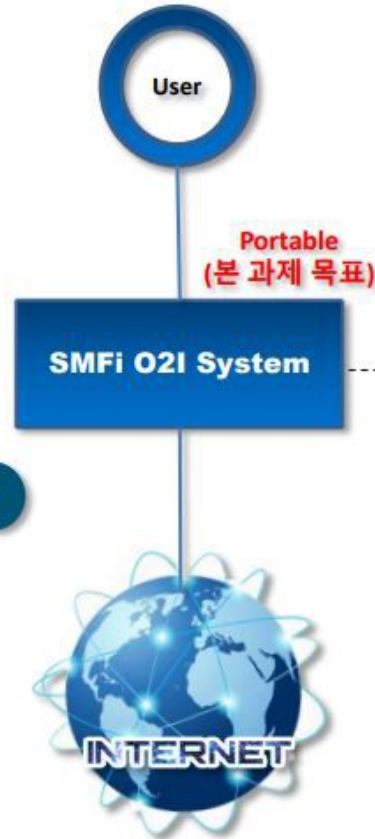 User
Portable
(본 과제 목표)
SMFi O2I System
INTERNET